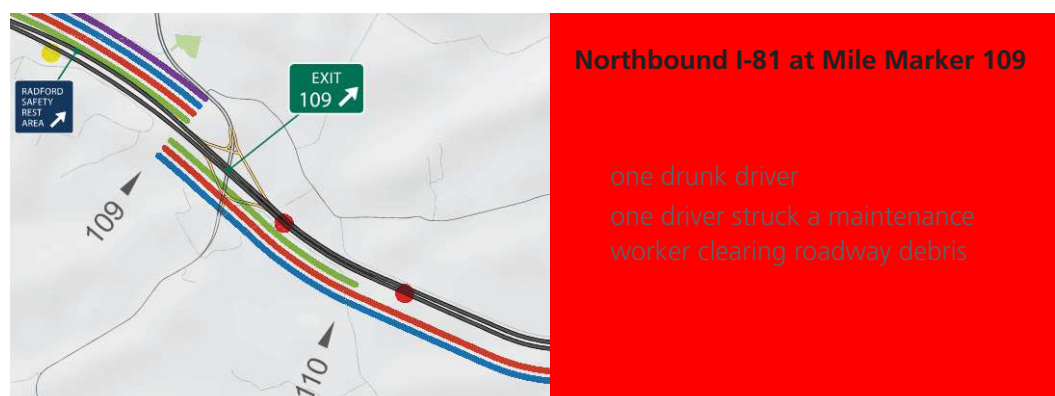 RADFORD
SAFETY
REST
AREA
EXIT
109
109
110
Northbound I-81 at Mile Marker 109
one drunk driver
one driver struck a maintenance
worker clearing roadway debris